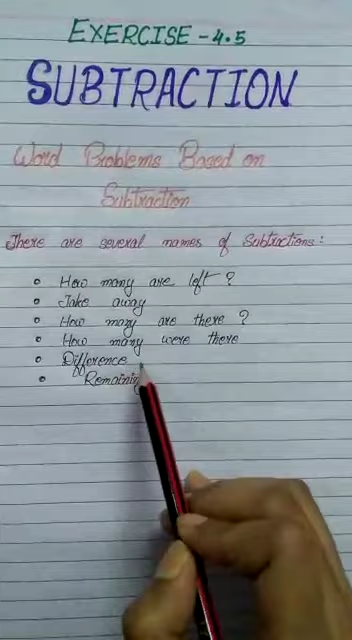 EXERCISE - 4.5
SUBTRACTION
Word Problems Based on
Subtraction
There are several names of Subtractions:
• How many are left?
• Take away
• How many are there?
• How many were there
• Difference
• Remaining